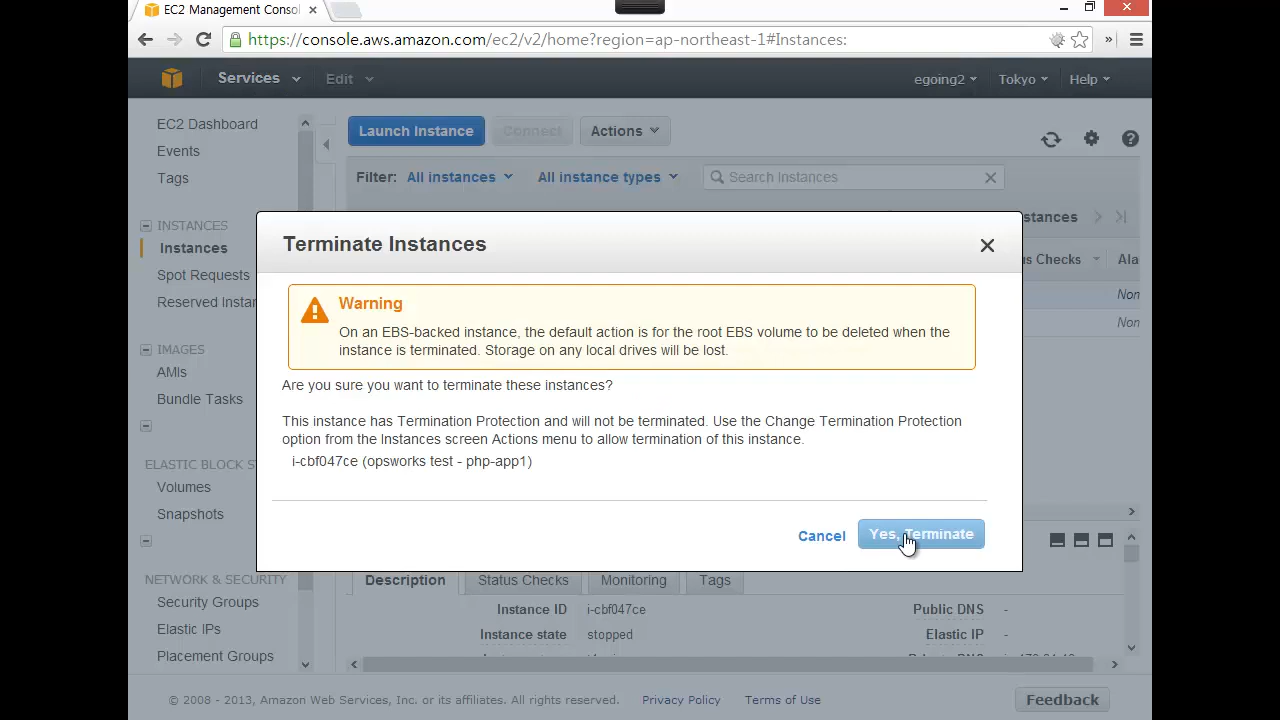 EC2 Management Consol
https://console.aws.amazon.com/ec2/v2/home?region=ap-northeast-1#Instances:
Services
Edit
egoing2
Tokyo
Help
EC2 Dashboard
Events
Tags
INSTANCES
Instances
Spot Requests
Reserved Instan
IMAGES
AMIs
Bundle Tasks
ELASTIC BLOCK S
Volumes
Snapshots
NETWORK & SECURITY
Security Groups
Elastic IPs
Placement Groups
Launch Instance
Connect
Actions
Filter:
All instances
All instance types
Search Instances
stances
us Checks
Ala
Non
Non
Terminate Instances
Warning
On an EBS-backed instance, the default action is for the root EBS volume to be deleted when the
instance is terminated. Storage on any local drives will be lost.
Are you sure you want to terminate these instances?
This instance has Termination Protection and will not be terminated. Use the Change Termination Protection
option from the Instances screen Actions menu to allow termination of this instance.
i-cbf047ce (opsworks test - php-app1)
Cancel
Yes, Terminate
Description
Status Checks
Monitoring
Tags
Instance ID
i-cbf047ce
Public DNS
-
Instance state
stopped
Elastic IP
-
© 2008 - 2013, Amazon Web Services, Inc. or its affiliates. All rights reserved.
Privacy Policy
Terms of Use
Feedback